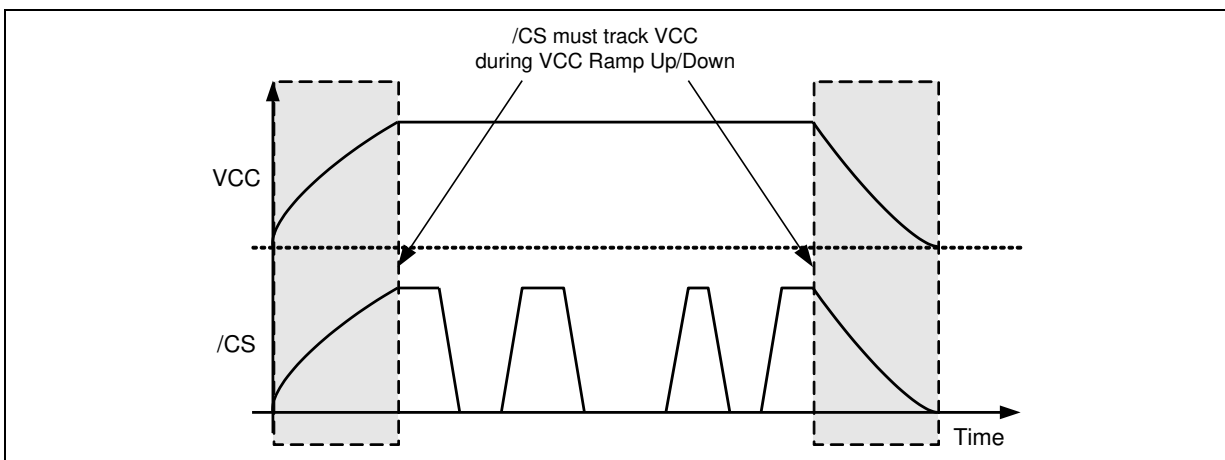 /CS must track VCC
during VCC Ramp Up/Down
VCC
/CS
Time